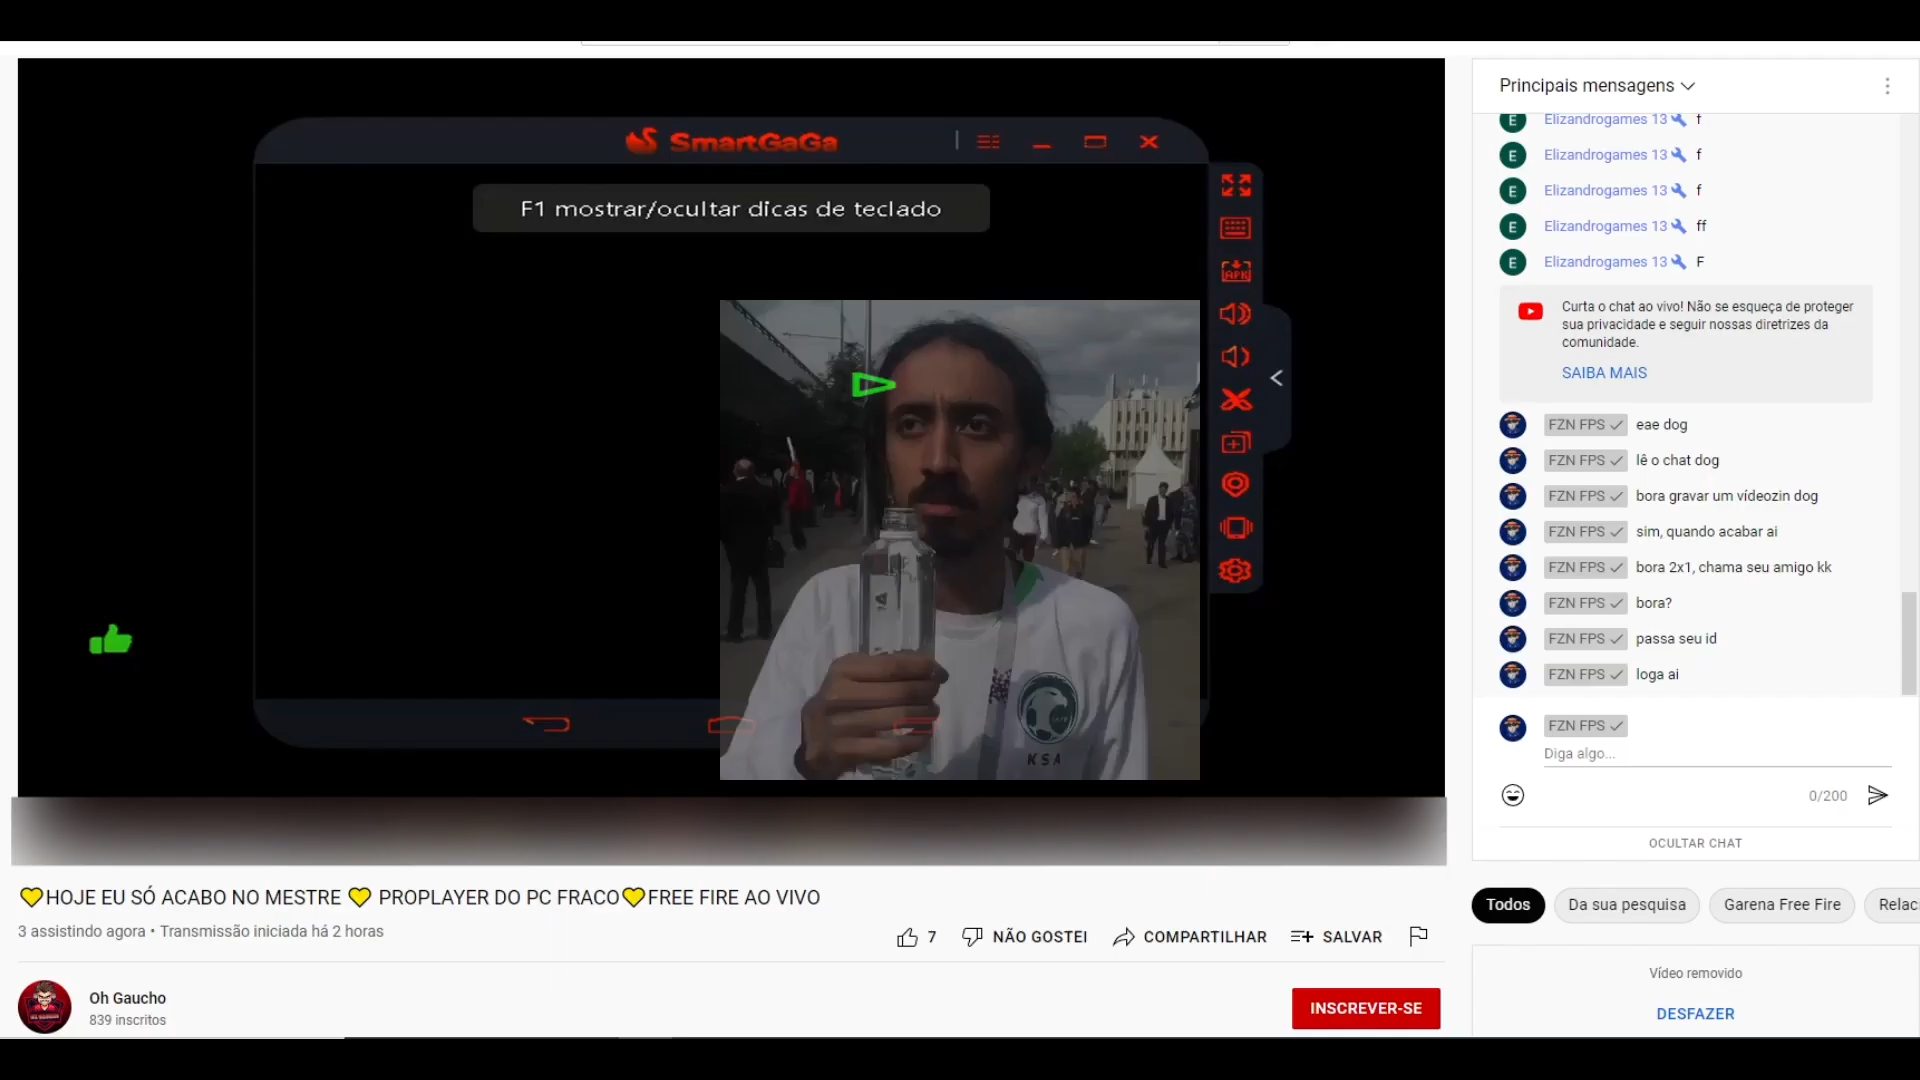 SmartGaGa
F1 mostrar/ocultar dicas de teclado
APK
KSA
Principais mensagens
E Elizandrogames 13 f
E Elizandrogames 13 f
E Elizandrogames 13 f
E Elizandrogames 13 ff
E Elizandrogames 13 F
Curta o chat ao vivo! Não se esqueça de proteger
sua privacidade e seguir nossas diretrizes da
comunidade.
SAIBA MAIS
FZN FPS eae dog
FZN FPS lê o chat dog
FZN FPS bora gravar um vídeozin dog
FZN FPS sim, quando acabar ai
FZN FPS bora 2x1, chama seu amigo kk
FZN FPS bora?
FZN FPS passa seu id
FZN FPS loga ai
FZN FPS
Diga algo...
0/200
OCULTAR CHAT
💛HOJE EU SÓ ACABO NO MESTRE 💛 PROPLAYER DO PC FRACO💛FREE FIRE AO VIVO
3 assistindo agora • Transmissão iniciada há 2 horas
7 NÃO GOSTEI COMPARTILHAR SALVAR
Oh Gaucho
839 inscritos
INSCREVER-SE
Todos Da sua pesquisa Garena Free Fire Relaci
Vídeo removido
DESFAZER